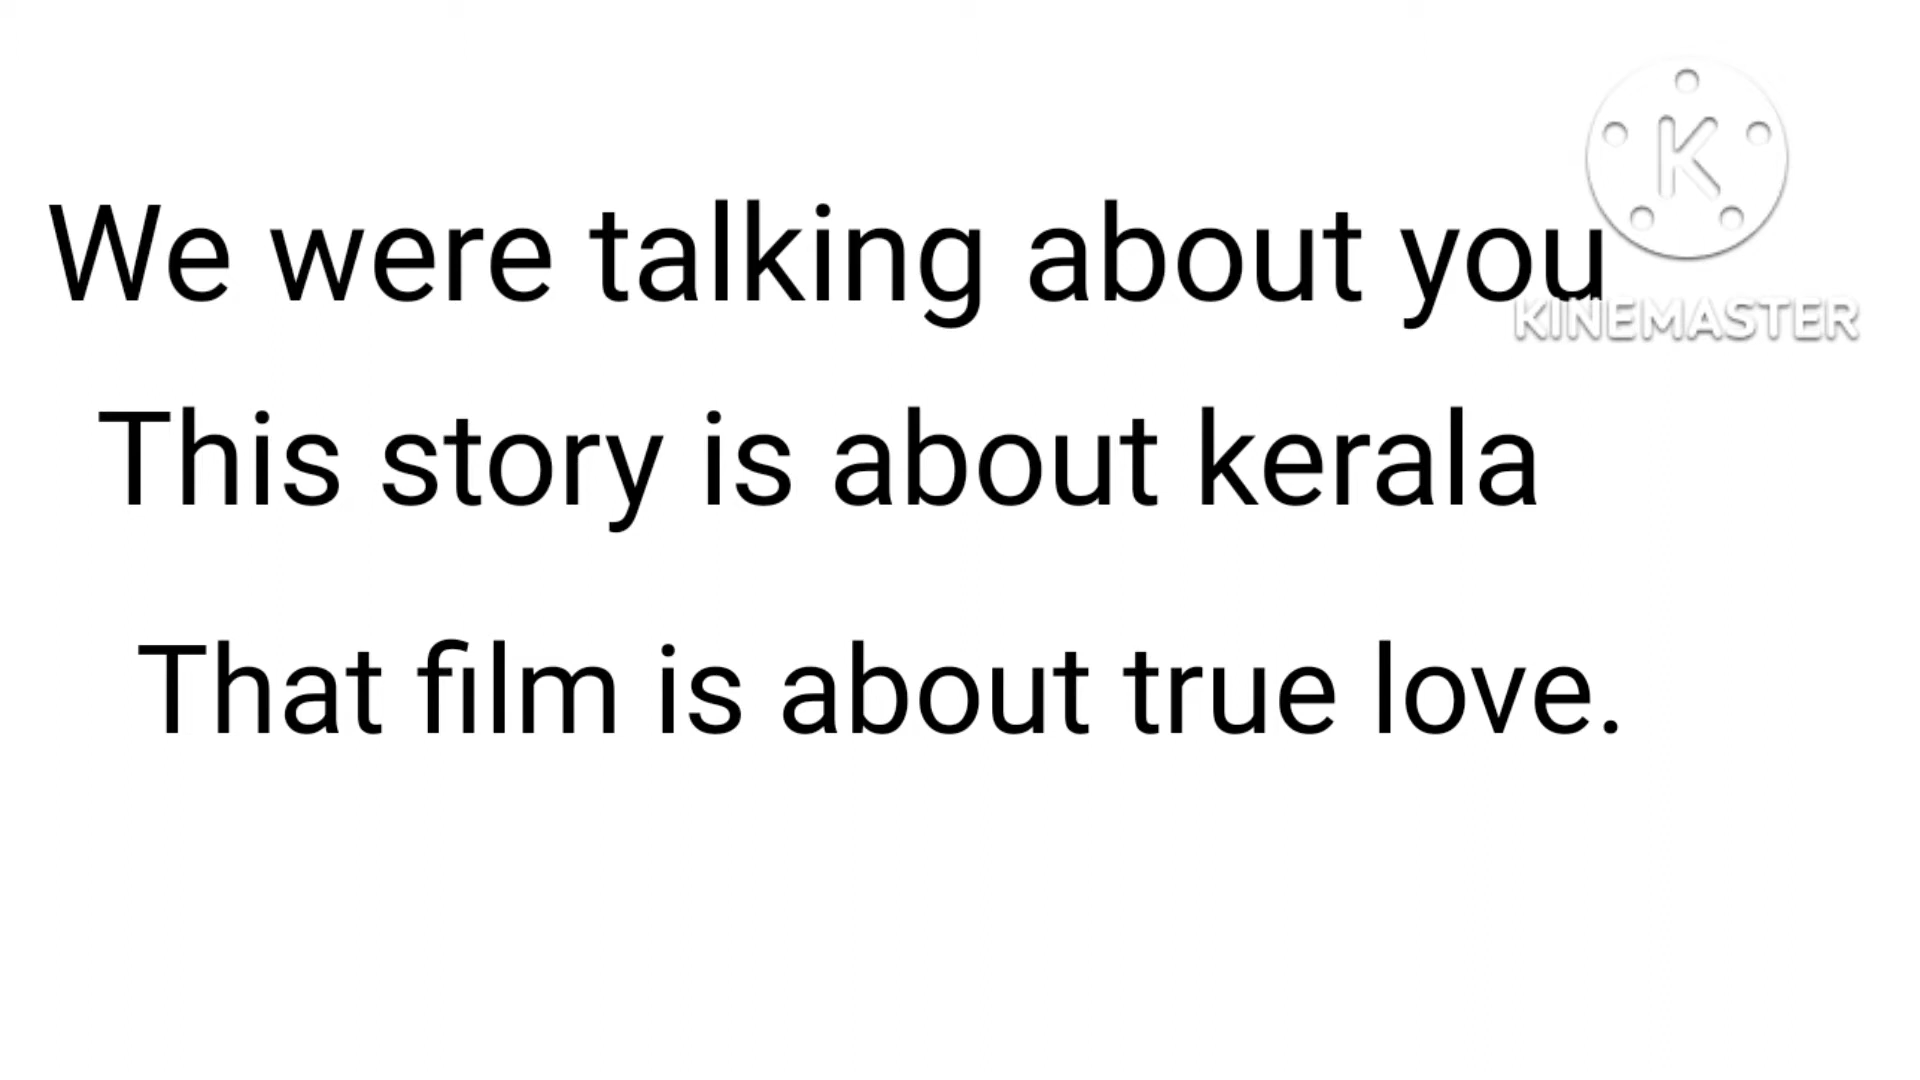 We were talking about you
K
KINEMASTER
This story is about kerala
That film is about true love.